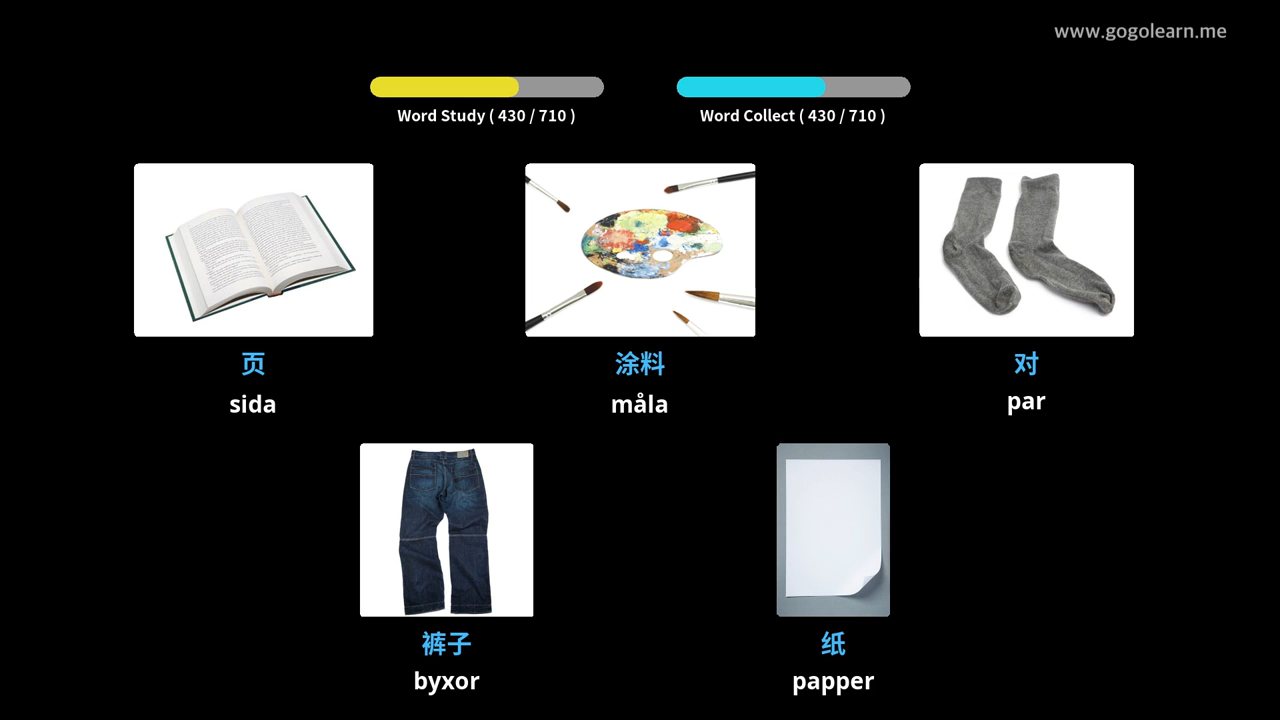 www.gogolearn.me
Word Study ( 430 / 710 )
Word Collect ( 430 / 710 )
页
sida
涂料
måla
对
par
裤子
byxor
纸
papper